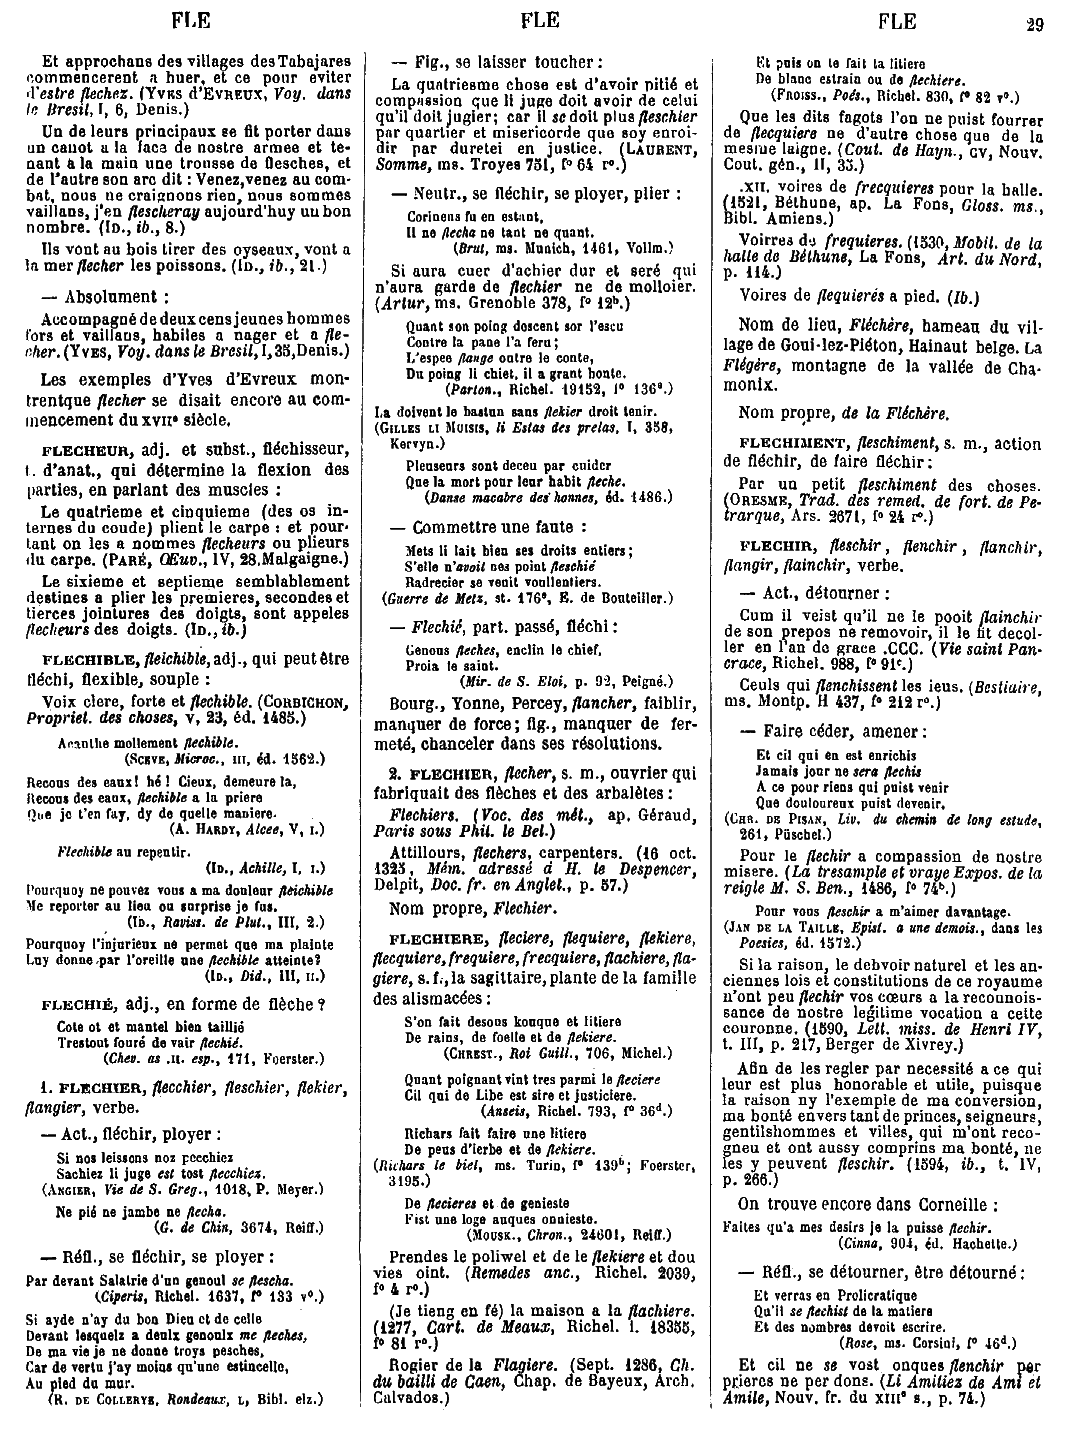 FLE
FLE
FLE
29
Et approchans des villages des Tabajares
commencerent a huer, et ce pour eviter
d'estre flechez. (YVES d'EVREUX, Voy. dans
le Bresil, I, 6, Denis.)
Un de leurs principaux se fit porter dans
un canot a la face de nostre armee et te-
nant a la main une trousse de flesches, et
de l'autre son arc dit : Venez, venez au com-
bat, nous ne craignons rien, nous sommes
vaillans, j'en flescheray aujourd'huy uu bon
nombre. (ID., ib., 8.)
Ils vont au bois tirer des oyseaux, vont a
la mer flecher les poissons. (ID., ib., 21.)
— Absolument :
Accompagné de deux cens jeunes hommes
fors et vaillans, habiles a nager et a fle-
cher. (YVES, Voy. dans le Bresil, I, 35, Denis.)
Les exemples d'Yves d'Evreux mon-
trent que flecher se disait encore au com-
mencement du XVIIe siècle.
FLECHEUR, adj. et subst., fléchisseur,
t. d'anat., qui détermine la flexion des
parties, en parlant des muscles :
Le quatrieme et cinquieme (des os in-
ternes du coude) plient le carpe : et pour-
tant on les a nommes flecheurs ou plieurs
du carpe. (PARÉ, Œuv., IV, 28, Malgaigne.)
Le sixieme et septieme semblablement
destines a plier les premieres, secondes et
tierces jointures des doigts, sont appeles
flecheurs des doigts. (ID., ib.)
FLECHIBLE, fleichible, adj., qui peut être
fléchi, flexible, souple :
Voix clere, forte et flechible. (CORBICHON,
Propriet. des choses, V, 23, éd. 1485.)
Acanthe mollement flechible.
(SCEVE, Microc., III, éd. 1562.)
Recous des eaux! hé! Cieux, demeure la,
Recous des eaux, flechible a la priere
Que je t'en fay, dy de quelle maniere.
(A. HARDY, Alcee, V, I.)
Flechible au repentir.
(ID., Achille, I, I.)
Pourquoy ne pouvez vous a ma douleur fleichible
Me reporter au lieu ou surprise je fus.
(ID., Raviss. de Plut., III, 2.)
Pourquoy l'injurieux ne permet que ma plainte
Luy donne par l'oreille une flechible atteinte?
(ID., Did., III, II.)
FLECHIÉ, adj., en forme de flèche ?
Cote ot et mantel bien taillié
Trestout fouré de vair flechié.
(Chev. as .II. esp., 171, Foerster.)
1. FLECHIER, flecchier, fleschier, flekier,
flangier, verbe.
— Act., fléchir, ployer :
Si nos leissons noz pecchiez
Sachiez li juge est tost flecchiez.
(ANGIER, Vie de S. Greg., 1018, P. Meyer.)
Ne pié ne jambe ne flecha.
(G. de Chin, 3674, Reiff.)
— Réfl., se fléchir, se ployer :
Par devant Salatrie d'un genoul se flescha.
(Ciperis, Richel. 1637, f° 133 v°.)
Si ayde n'ay du bon Dieu et de celle
Devant lesquelz a deulx genoulx me fleches,
De ma vie je ne donne troys pesches,
Car de vertu j'ay moins qu'une estincelle,
Au pied du mur.
(R. DE COLLERYE, Rondeaux, L, Bibl. elz.)
— Fig., se laisser toucher :
La quatriesme chose est d'avoir pitié et
compassion que li juge doit avoir de celui
qu'il doit jugier; car il se doit plus fleschier
par quartier et misericorde que soy enroi-
dir par duretei en justice. (LAURENT,
Somme, ms. Troyes 751, f° 64 r°.)
— Neutr., se fléchir, se ployer, plier :
Corineus fu en estant,
Il ne flecha ne tant ne quant.
(Brut, ms. Munich, 1461, Vollm.)
Si aura cuer d'achier dur et seré qui
n'aura garde de flechier ne de molloier.
(Artur, ms. Grenoble 378, f° 12b.)
Quant son poing descent sor l'escu
Contre la pane l'a feru;
L'espee flange outre le conte,
Du poing li chiet, il a grant honte.
(Parton., Richel. 19152, f° 136a.)
La doivent le baston sans flekier droit tenir.
(GILLES LI MUISIS, li Estas des prelas, I, 358,
Kervyn.)
Pleuseurs sont deceu par cuider
Que la mort pour leur habit fleche.
(Danse macabre des honnes, éd. 1486.)
— Commettre une faute :
Mets li lait bien ses droits entiers;
S'elle n'avoit nes point fleschié
Radrecier se venit voullentiers.
(Guerre de Metz, st. 176e, E. de Bouteiller.)
— Flechié, part. passé, fléchi :
Genous fleches, enclin le chief,
Proia le saint.
(Mir. de S. Eloi, p. 92, Peigné.)
Bourg., Yonne, Percey, flancher, faiblir,
manquer de force; fig., manquer de fer-
meté, chanceler dans ses résolutions.
2. FLECHIER, flecher, s. m., ouvrier qui
fabriquait des flèches et des arbalètes :
Flechiers. (Voc. des mét., ap. Géraud,
Paris sous Phil. le Bel.)
Attillours, flechers, carpenters. (16 oct.
1323, Mém. adressé à H. le Despencer,
Delpit, Doc. fr. en Anglet., p. 57.)
Nom propre, Flechier.
FLECHIERE, fleciere, flequiere, flekiere,
flecquiere, frequiere, frecquiere, flachiere, fla-
giere, s. f., la sagittaire, plante de la famille
des alismacées :
S'on fait desous konque et litiere
De rains, de foelle et de flekiere.
(CHREST., Roi Guill., 706, Michel.)
Quant poignant vint tres parmi le fleciere
Cil qui de Libe est sire et justiciere.
(Anseis, Richel. 793, f° 36d.)
Richars fait faire une litiere
De peus d'ierbe et de flekiere.
(Richars le biel, ms. Turin, f° 139b; Foerster,
3195.)
De flecieres et de genieste
Fist une loge auques onnieste.
(MOUSK., Chron., 24601, Reiff.)
Prendes le poliwel et de le flekiere et dou
vies oint. (Remedes anc., Richel. 2039,
f° 4 r°.)
(Je tieng en fé) la maison a la flachiere.
(1277, Cart. de Meaux, Richel. l. 18355,
f° 81 r°.)
Rogier de la Flagiere. (Sept. 1286, Ch.
du bailli de Caen, Chap. de Bayeux, Arch.
Calvados.)
Et puis on le fait la litiere
De blanc estrain ou de flechiere.
(FROISS., Poés., Richel. 830, f° 82 v°.)
Que les dits fagots l'on ne puist fourrer
de flecquiere ne d'autre chose que de la
mesme laigne. (Cout. de Hayn., CV, Nouv.
Cout. gén., II, 35.)
.XII. voires de frecquieres pour la halle.
(1521, Béthune, ap. La Fons, Gloss. ms.,
Bibl. Amiens.)
Voirres de frequieres. (1530, Mobil. de la
halle de Béthune, La Fons, Art. du Nord,
p. 114.)
Voires de flequierés a pied. (Ib.)
Nom de lieu, Fléchère, hameau du vil-
lage de Goui-lez-Piéton, Hainaut belge. La
Flégère, montagne de la vallée de Cha-
monix.
Nom propre, de la Fléchère.
FLECHIMENT, fleschiment, s. m., action
de fléchir, de faire fléchir :
Par un petit fleschiment des choses.
(ORESME, Trad. des remed. de fort. de Pe-
trarque, Ars. 2671, f° 24 r°.)
FLECHIR, fleschir, flenchir, flanchir,
flangir, flainchir, verbe.
— Act., détourner :
Cum il veist qu'il ne le pooit flainchir
de son prepos ne removoir, il le fit decol-
ler en l'an de grace .CCC. (Vie saint Pan-
crace, Richel. 988, f° 91c.)
Ceuls qui flenchissent les ieus. (Bestiaire,
ms. Montp. H 437, f° 212 r°.)
— Faire céder, amener :
Et cil qui en est enrichis
Jamais jour ne sera flechis
A ce pour riens qui puist venir
Que douloureux puist devenir.
(CHR. DE PISAN, Liv. du chemin de long estude,
261, Püschel.)
Pour le flechir a compassion de nostre
misere. (La tresample et vraye Expos. de la
reigle M. S. Ben., 1486, f° 74b.)
Pour vous fleschir a m'aimer davantage.
(JAN DE LA TAILLE, Epist. a une demois., dans les
Poesies, éd. 1572.)
Si la raison, le debvoir naturel et les an-
ciennes lois et constitutions de ce royaume
n'ont peu flechir vos cœurs a la recounois-
sance de nostre legitime vocation a ceite
couronne. (1590, Lett. miss. de Henri IV,
t. III, p. 217, Berger de Xivrey.)
Afin de les regler par necessité a ce qui
leur est plus honorable et utile, puisque
la raison ny l'exemple de ma conversion,
ma bonté envers tant de princes, seigneurs,
gentilshommes et villes, qui m'ont reco-
gneu et ont aussy comprins ma bonté, ne
les y peuvent fleschir. (1594, ib., t. IV,
p. 266.)
On trouve encore dans Corneille :
Faites qu'a mes desirs je la puisse flechir.
(Cinna, 904, éd. Hachette.)
— Réfl., se détourner, être détourné :
Et verras en Prolicratique
Qu'il se flechist de la matiere
Et des nombres devoit escrire.
(Rose, ms. Corsini, f° 46d.)
Et cil ne se vost onques flenchir per
prieres ne per dons. (Li Amitiez de Ami et
Amile, Nouv. fr. du XIIIe s., p. 74.)